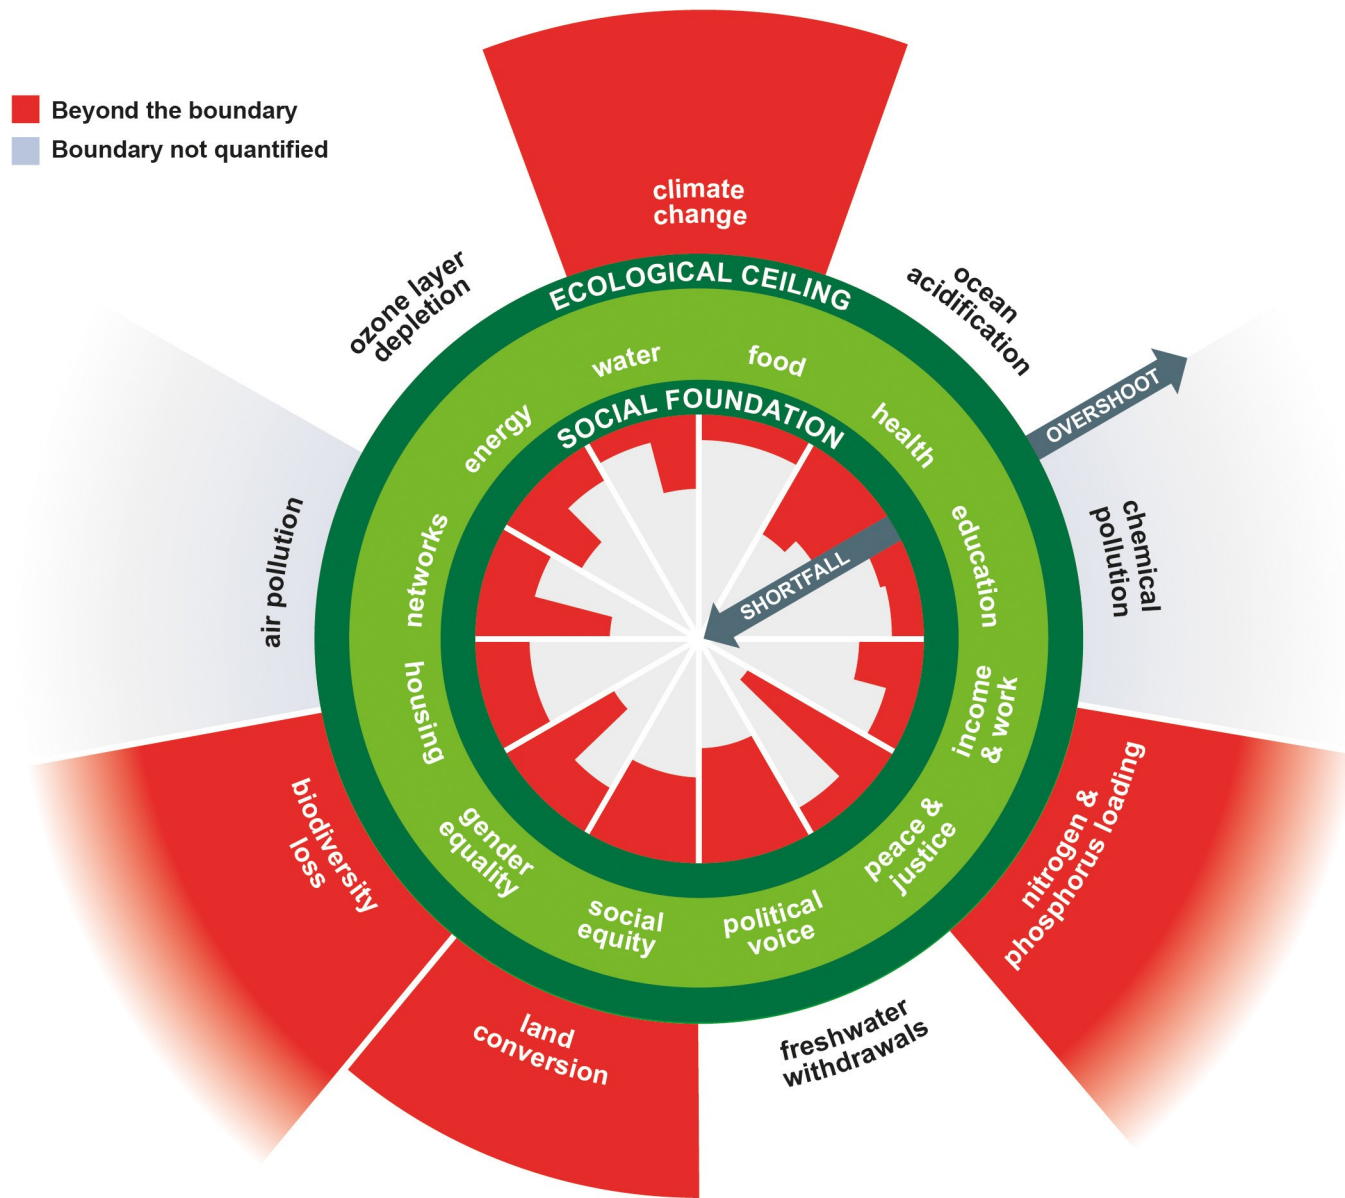 Beyond the boundary
Boundary not quantified
climate
change
ozone layer
depletion
ocean
acidification
ECOLOGICAL CEILING
OVERSHOOT
water
food
energy
health
SOCIAL FOUNDATION
networks
education
SHORTFALL
air pollution
chemical
pollution
housing
income
& work
gender
equality
peace &
justice
social
equity
political
voice
biodiversity
loss
nitrogen &
phosphorus loading
land
conversion
freshwater
withdrawals